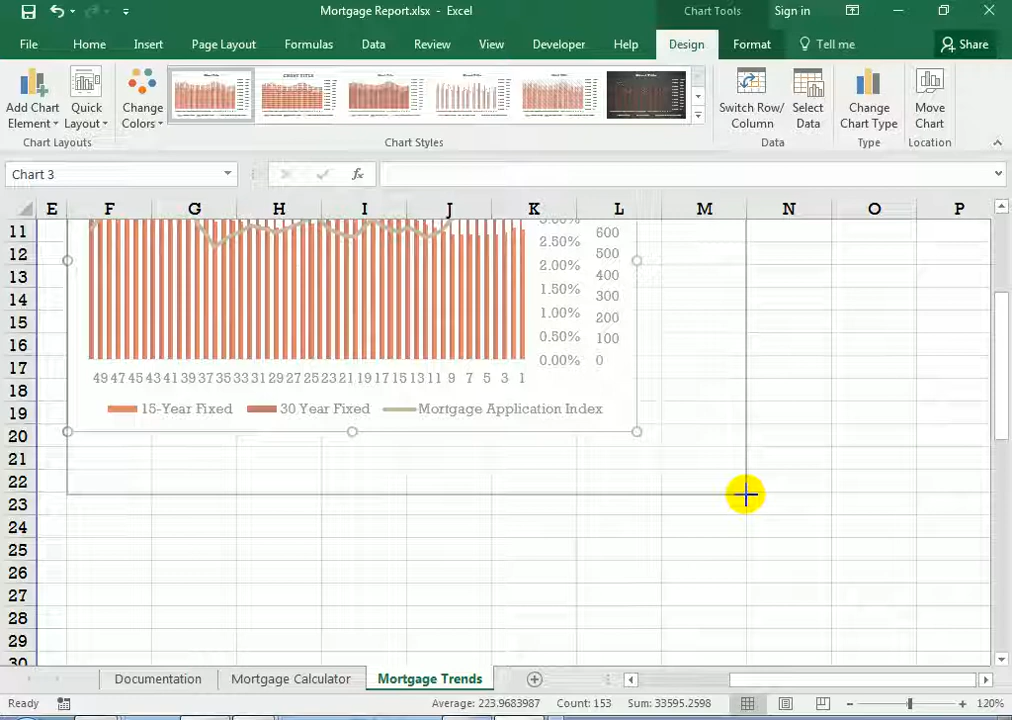 Mortgage Report.xlsx - Excel
Chart Tools
Sign in
File
Home
Insert
Page Layout
Formulas
Data
Review
View
Developer
Help
Design
Format
Tell me
Share
Add Chart
Element
Quick
Layout
Change
Colors
Switch Row/
Column
Select
Data
Change
Chart Type
Move
Chart
Chart Layouts
Chart Styles
Data
Type
Location
Chart 3
fx
E F G H I J K L M N O P
11
12
13
14
15
16
17
18
19
20
21
22
23
24
25
26
27
28
29
30
2.50% 600
2.00% 500
1.50% 400
1.00% 300
0.50% 200
0.00% 100
0
49 47 45 43 41 39 37 35 33 31 29 27 25 23 21 19 17 15 13 11 9 7 5 3 1
15-Year Fixed 30 Year Fixed Mortgage Application Index
Documentation
Mortgage Calculator
Mortgage Trends
Ready
Average: 223.9683987
Count: 153
Sum: 33595.2598
120%